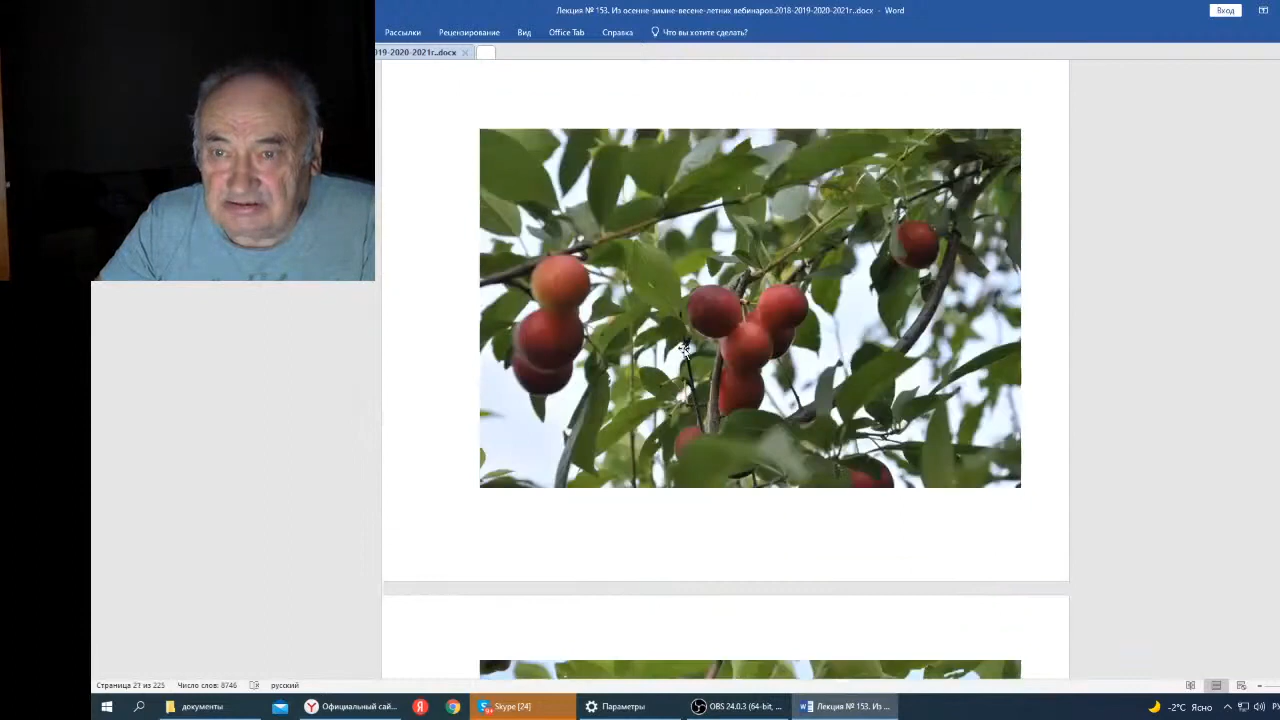 Лекция № 153. Из осенне-зимне-весене-летних вебинаров.2018-2019-2020-2021г..docx - Word
Вход
Рассылки Рецензирование Вид Office Tab Справка Что вы хотите сделать?
019-2020-2021г..docx
Страница 21 из 225 Число слов: 8746 русский
документы
Официальный сай...
Я
Skype [24]
9+
Параметры
OBS 24.0.3 (64-bit, ...
Лекция № 153. Из ...
-2°C Ясно